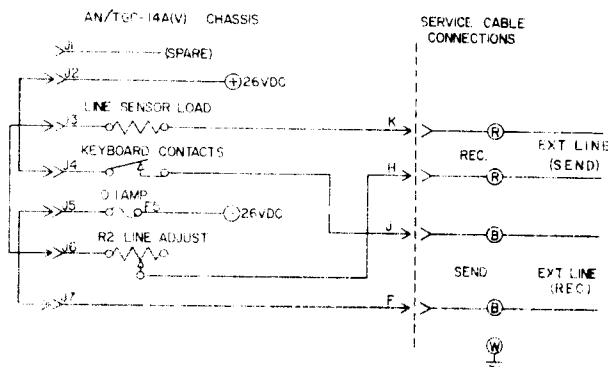 AN/TGC-14A(V) CHASSIS
SERVICE CABLE
CONNECTIONS
J1 (SPARE)
J2 + 26VDC
J3 LINE SENSOR LOAD
K
R
EXT LINE
(SEND)
J4 KEYBOARD CONTACTS
H
REC.
R
J5 0.1AMP F5 - 26VDC
J
B
J6 R2 LINE ADJUST
SEND
EXT LINE
(REC)
J7
F
B
W